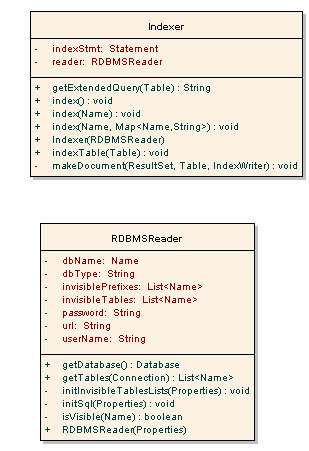 Indexer
- indexStmt: Statement
- reader: RDBMSReader
+ getExtendedQuery(Table) : String
+ index() : void
+ index(Name) : void
+ index(Name, Map<Name,String>) : void
+ Indexer(RDBMSReader)
+ indexTable(Table) : void
- makeDocument(ResultSet, Table, IndexWriter) : void
RDBMSReader
- dbName: Name
- dbType: String
- invisiblePrefixes: List<Name>
- invisibleTables: List<Name>
- password: String
- url: String
- userName: String
+ getDatabase() : Database
+ getTables(Connection) : List<Name>
- initInvisibleTablesLists(Properties) : void
- initSql(Properties) : void
- isVisible(Name) : boolean
+ RDBMSReader(Properties)